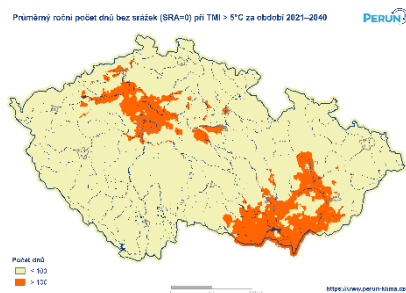 Průměrný roční počet dnů bez srážek (SRA=0) při TMI > 5°C za období 2021–2040
PERUN
Počet dnů
< 100
> 100
https://www.perun-klima.cz